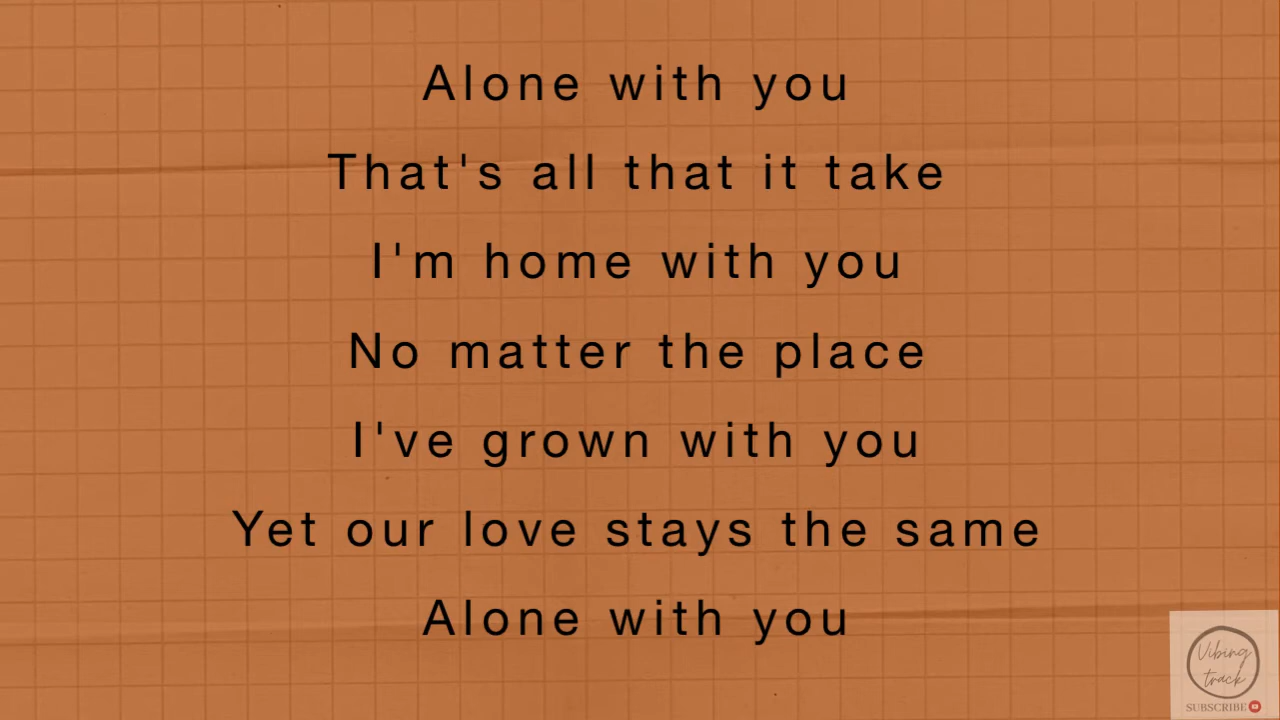 Alone with you
That's all that it take
I'm home with you
No matter the place
I've grown with you
Yet our love stays the same
Alone with you
Vibing
track
SUBSCRIBE